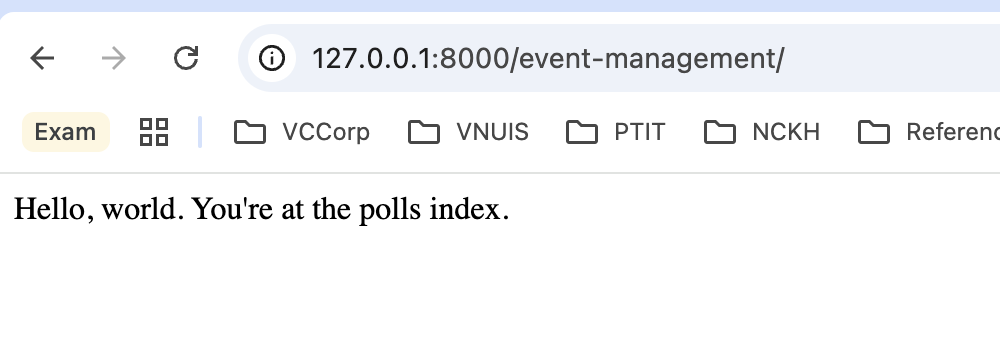 127.0.0.1:8000/event-management/
Exam VCCorp VNUIS PTIT NCKH
Hello, world. You're at the polls index.